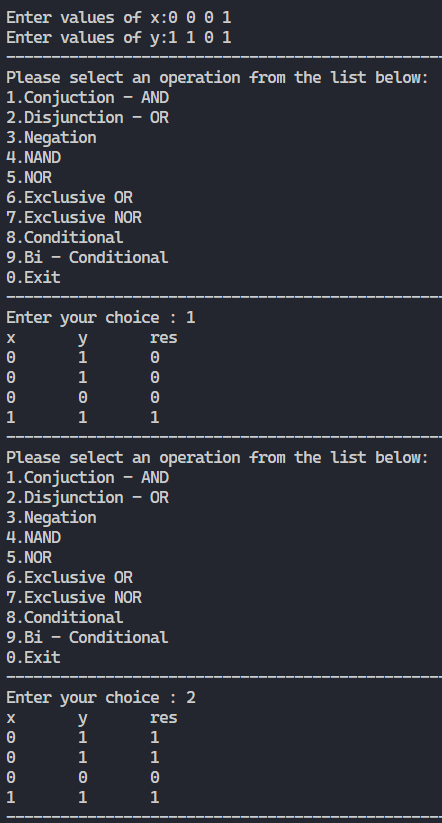 Enter values of x:0 0 0 1
Enter values of y:1 1 0 1
-------------------------------------------------
Please select an operation from the list below:
1.Conjuction - AND
2.Disjunction - OR
3.Negation
4.NAND
5.NOR
6.Exclusive OR
7.Exclusive NOR
8.Conditional
9.Bi - Conditional
0.Exit
-------------------------------------------------
Enter your choice : 1
x y res
0 1 0
0 1 0
0 0 0
1 1 1
-------------------------------------------------
Please select an operation from the list below:
1.Conjuction - AND
2.Disjunction - OR
3.Negation
4.NAND
5.NOR
6.Exclusive OR
7.Exclusive NOR
8.Conditional
9.Bi - Conditional
0.Exit
-------------------------------------------------
Enter your choice : 2
x y res
0 1 1
0 1 1
0 0 0
1 1 1
-------------------------------------------------